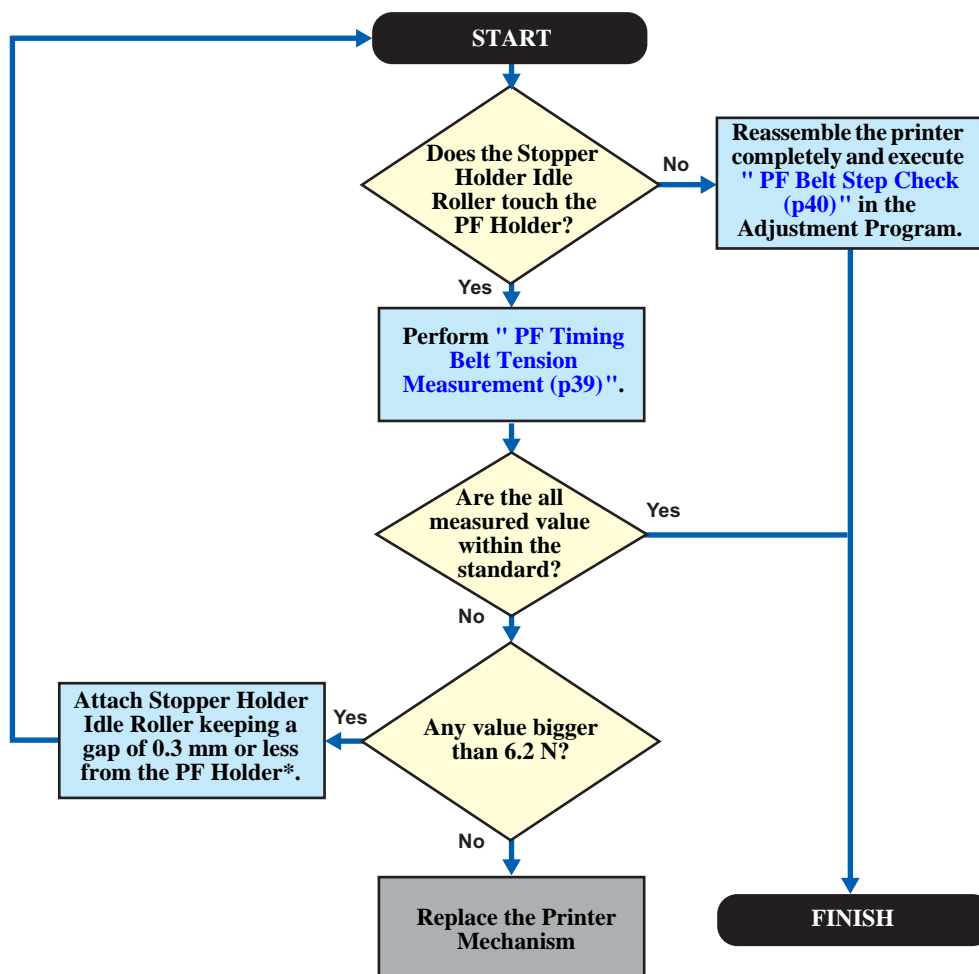 START
Does the Stopper
Holder Idle
Roller touch the
PF Holder?
No
Reassemble the printer
completely and execute
" PF Belt Step Check
(p40)" in the
Adjustment Program.
Yes
Perform " PF Timing
Belt Tension
Measurement (p39)".
Are the all
measured value
within the
standard?
Yes
No
Any value bigger
than 6.2 N?
Yes
Attach Stopper Holder
Idle Roller keeping a
gap of 0.3 mm or less
from the PF Holder*.
No
Replace the Printer
Mechanism
FINISH